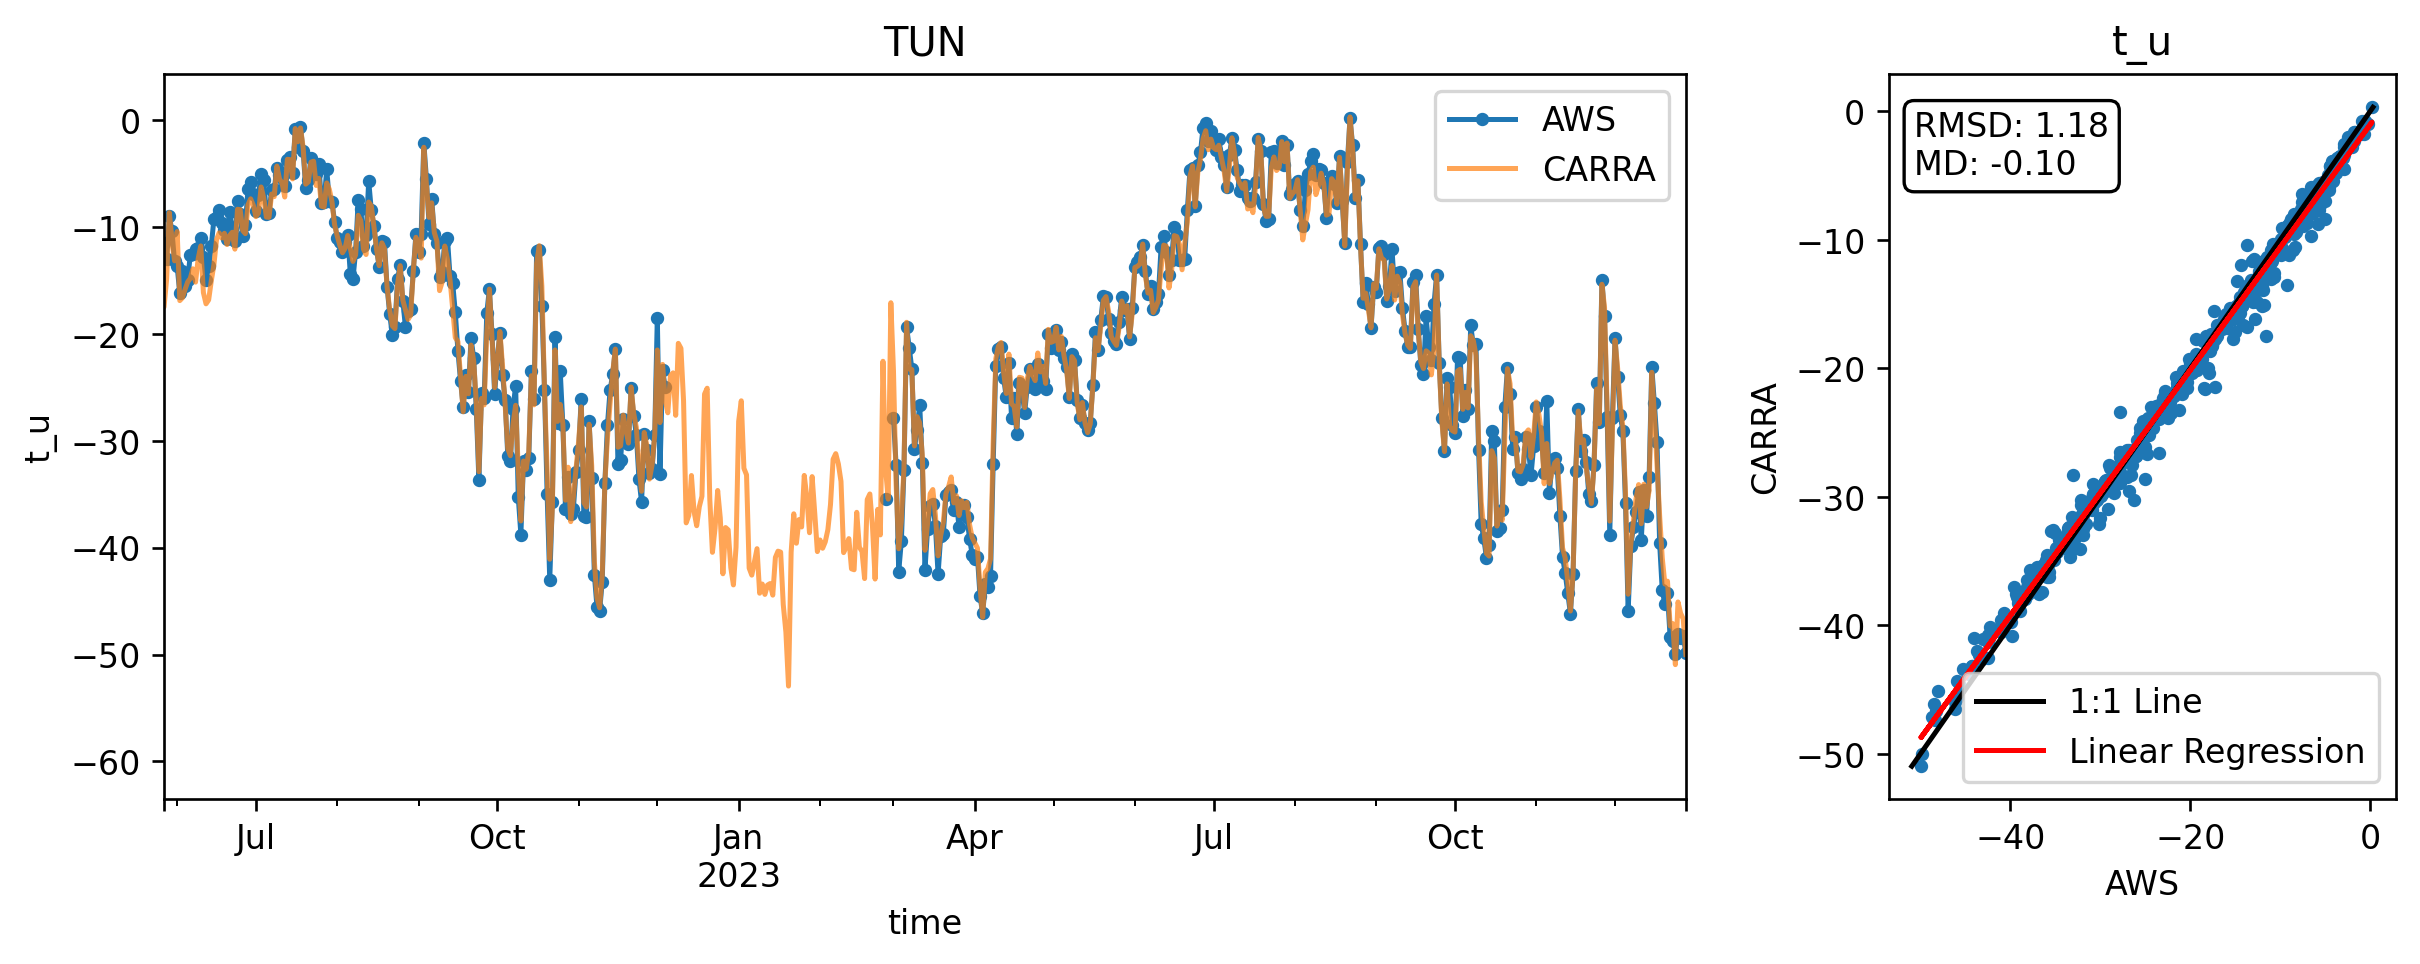 TUN
t_u
0
−10
−20
−30
−40
−50
−60
AWS
CARRA
Jul
Oct
Jan
2023
Apr
Jul
Oct
time
t_u
RMSD: 1.18
MD: -0.10
CARRA
0
−10
−20
−30
−40
−50
1:1 Line
Linear Regression
−40
−20
0
AWS